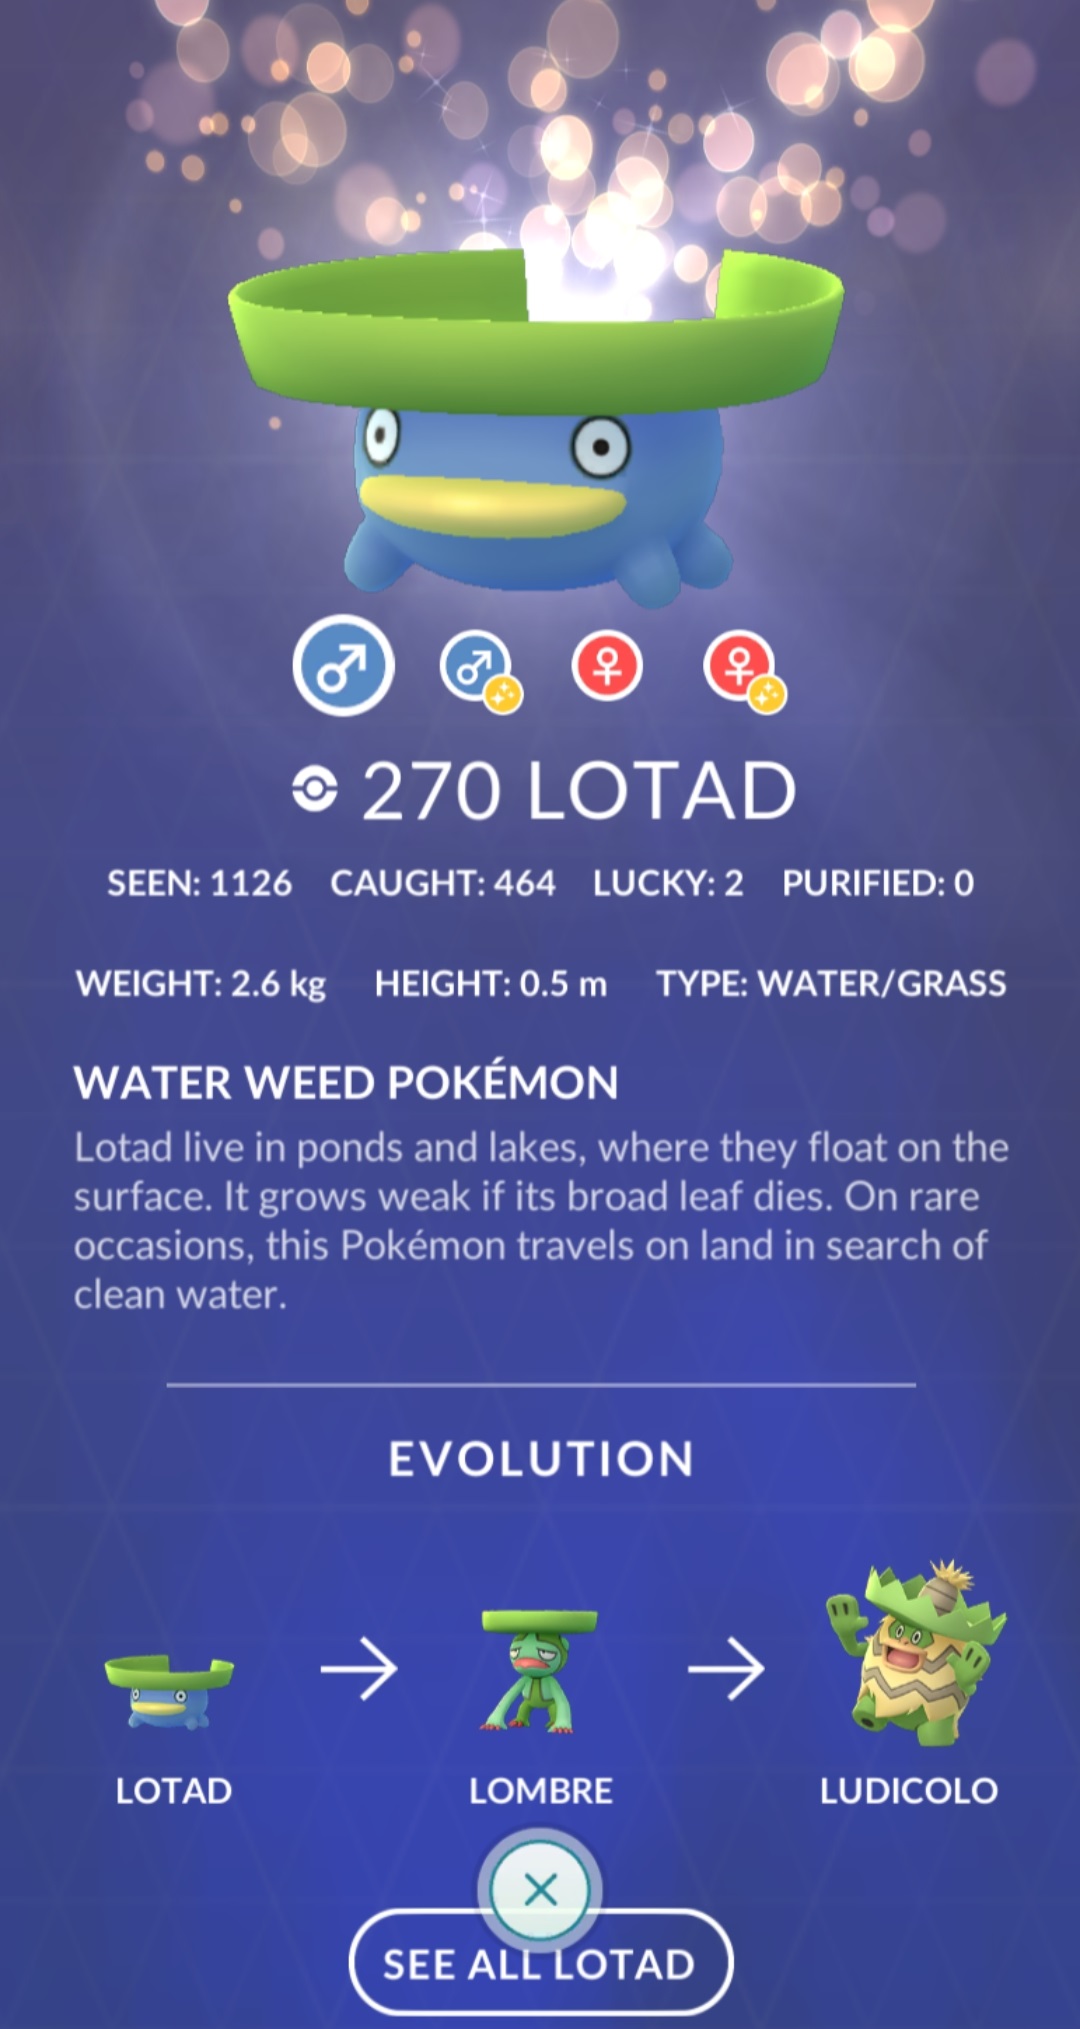 270 LOTAD
SEEN: 1126 CAUGHT: 464 LUCKY: 2 PURIFIED: 0
WEIGHT: 2.6 kg HEIGHT: 0.5 m TYPE: WATER/GRASS
WATER WEED POKÉMON
Lotad live in ponds and lakes, where they float on the
surface. It grows weak if its broad leaf dies. On rare
occasions, this Pokémon travels on land in search of
clean water.
EVOLUTION
LOTAD LOMBRE LUDICOLO
SEE ALL LOTAD